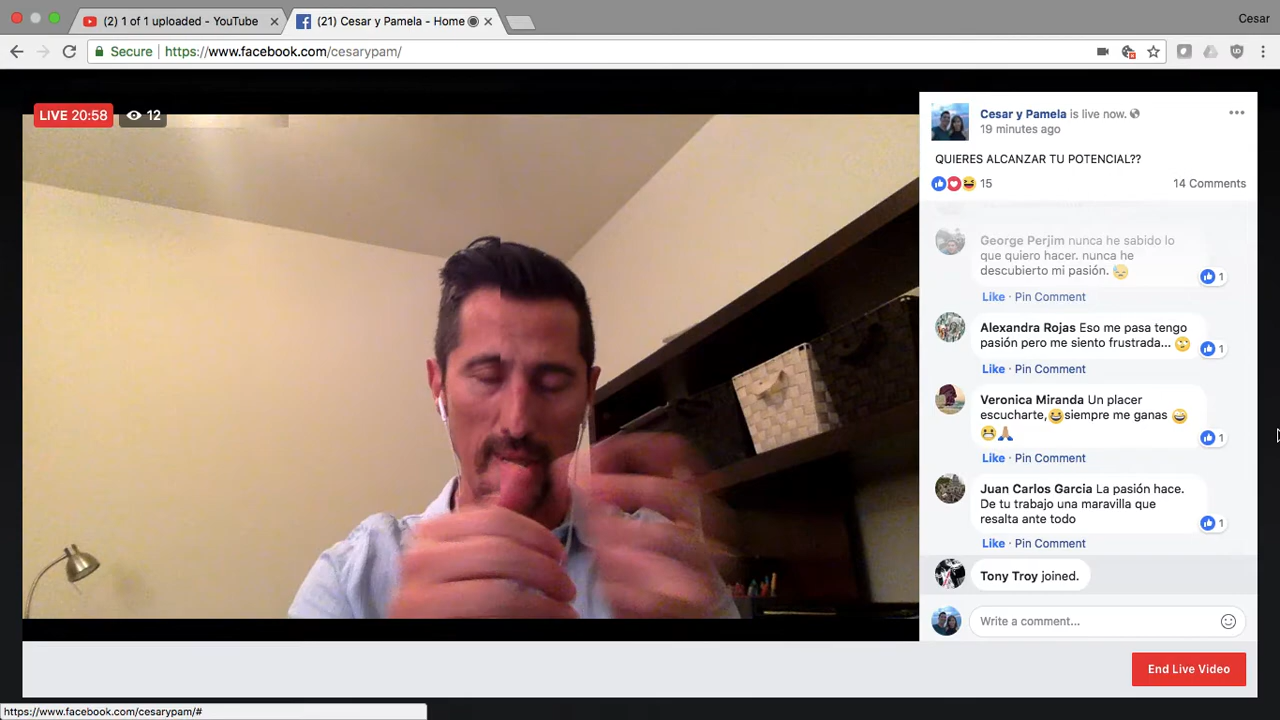 (2) 1 of 1 uploaded - YouTube
(21) Cesar y Pamela - Home
Cesar
Secure
https://www.facebook.com/cesarypam/
LIVE 20:58
12
Cesar y Pamela is live now.
19 minutes ago
QUIERES ALCANZAR TU POTENCIAL??
15
14 Comments
George Perjim nunca he sabido lo
que quiero hacer. nunca he
descubierto mi pasión. 😥
1
Like · Pin Comment
Alexandra Rojas Eso me pasa tengo
pasión pero me siento frustrada... 🙄
1
Like · Pin Comment
Veronica Miranda Un placer
escucharte,😆siempre me ganas 😄
😬🙏🏽
1
Like · Pin Comment
Juan Carlos Garcia La pasión hace.
De tu trabajo una maravilla que
resalta ante todo
1
Like · Pin Comment
Tony Troy joined.
Write a comment...
End Live Video
https://www.facebook.com/cesarypam/#